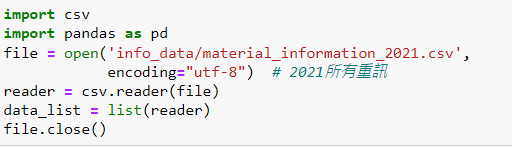 import csv
import pandas as pd
file = open('info_data/material_information_2021.csv',
            encoding="utf-8")  # 2021所有重訊
reader = csv.reader(file)
data_list = list(reader)
file.close()